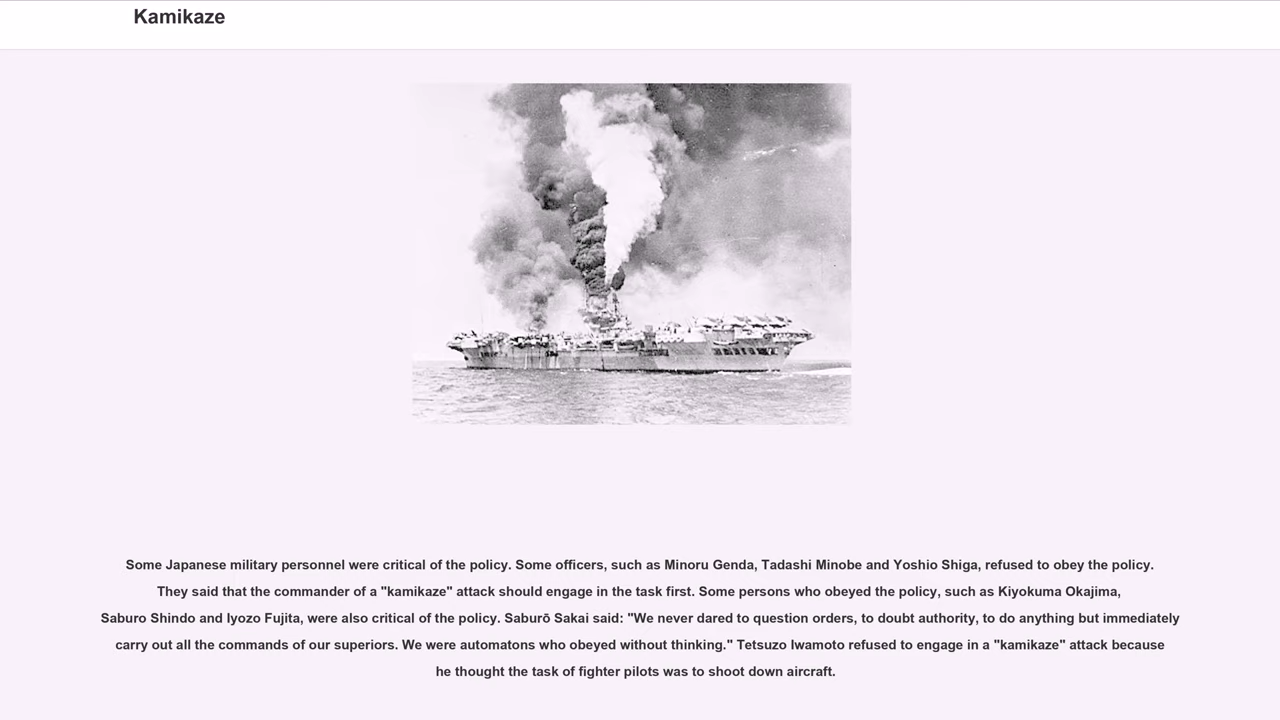 Kamikaze
Some Japanese military personnel were critical of the policy. Some officers, such as Minoru Genda, Tadashi Minobe and Yoshio Shiga, refused to obey the policy.
They said that the commander of a "kamikaze" attack should engage in the task first. Some persons who obeyed the policy, such as Kiyokuma Okajima,
Saburo Shindo and Iyozo Fujita, were also critical of the policy. Saburō Sakai said: "We never dared to question orders, to doubt authority, to do anything but immediately
carry out all the commands of our superiors. We were automatons who obeyed without thinking." Tetsuzo Iwamoto refused to engage in a "kamikaze" attack because
he thought the task of fighter pilots was to shoot down aircraft.